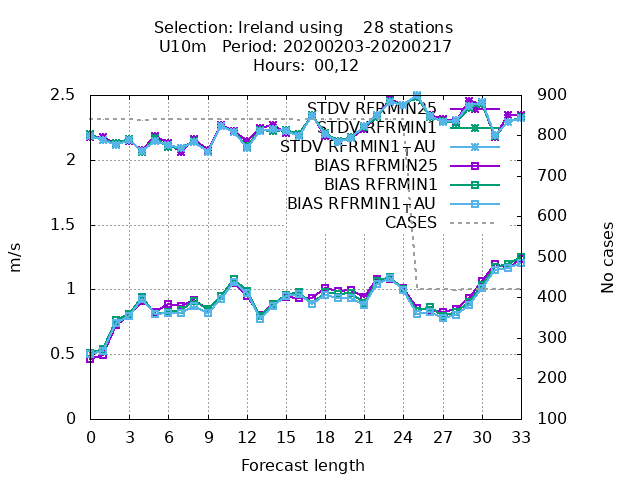 Selection: Ireland using    28 stations
U10m   Period: 20200203-20200217
Hours:  00,12
2.5
2
1.5
1
0.5
0
900
800
700
600
500
400
300
200
100
STDV RFRMIN25
STDV RFRMIN1
STDV RFRMIN1_AU
BIAS RFRMIN25
BIAS RFRMIN1
BIAS RFRMIN1_AU
CASES
m/s
No cases
0 3 6 9 12 15 18 21 24 27 30 33
Forecast length